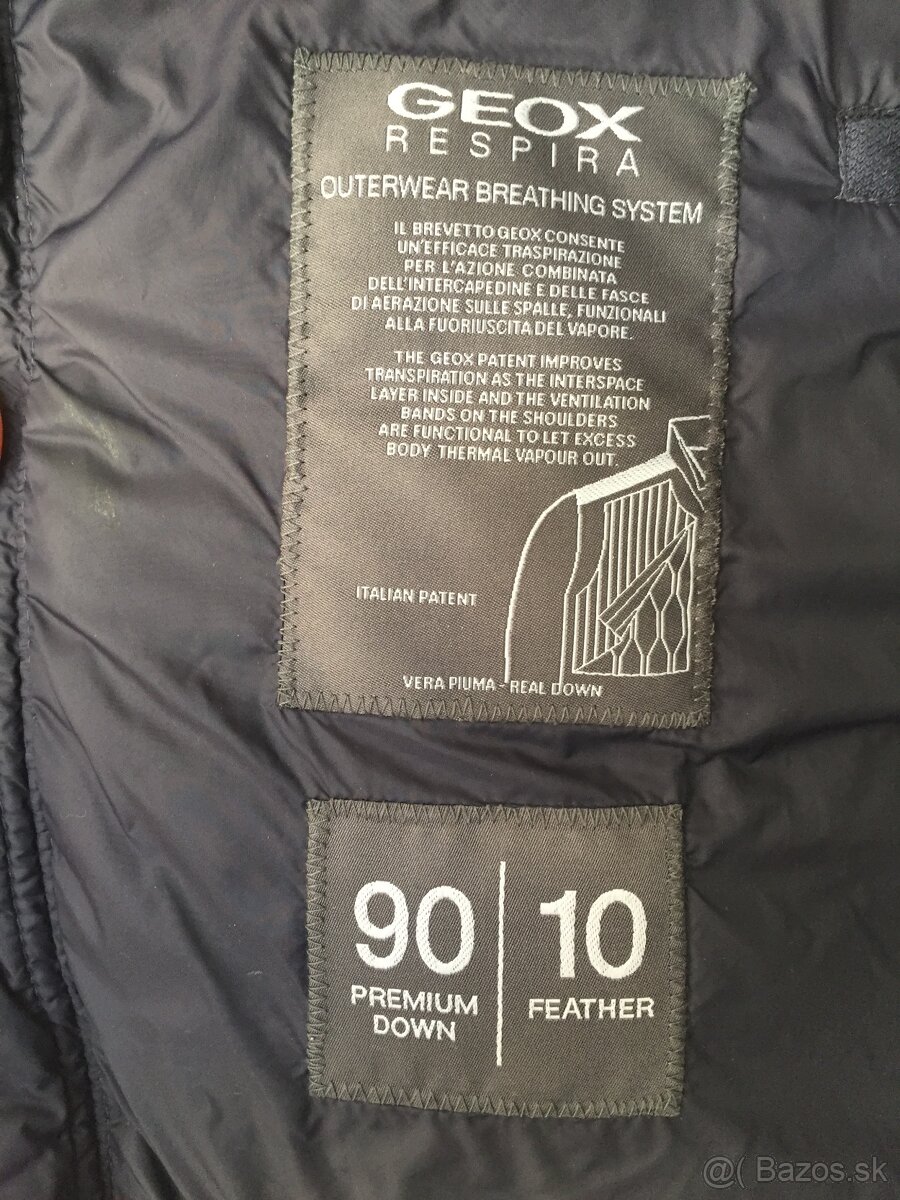 GEOX
RESPIRA
OUTERWEAR BREATHING SYSTEM
IL BREVETTO GEOX CONSENTE
UN'EFFICACE TRASPIRAZIONE
PER L'AZIONE COMBINATA
DELL'INTERCAPEDINE E DELLE FASCE
DI AERAZIONE SULLE SPALLE, FUNZIONALI
ALLA FUORIUSCITA DEL VAPORE.
THE GEOX PATENT IMPROVES
TRANSPIRATION AS THE INTERSPACE
LAYER INSIDE AND THE VENTILATION
BANDS ON THE SHOULDERS
ARE FUNCTIONAL TO LET EXCESS
BODY THERMAL VAPOUR OUT.
ITALIAN PATENT
VERA PIUMA - REAL DOWN
90
PREMIUM
DOWN
10
FEATHER
@( Bazos.sk